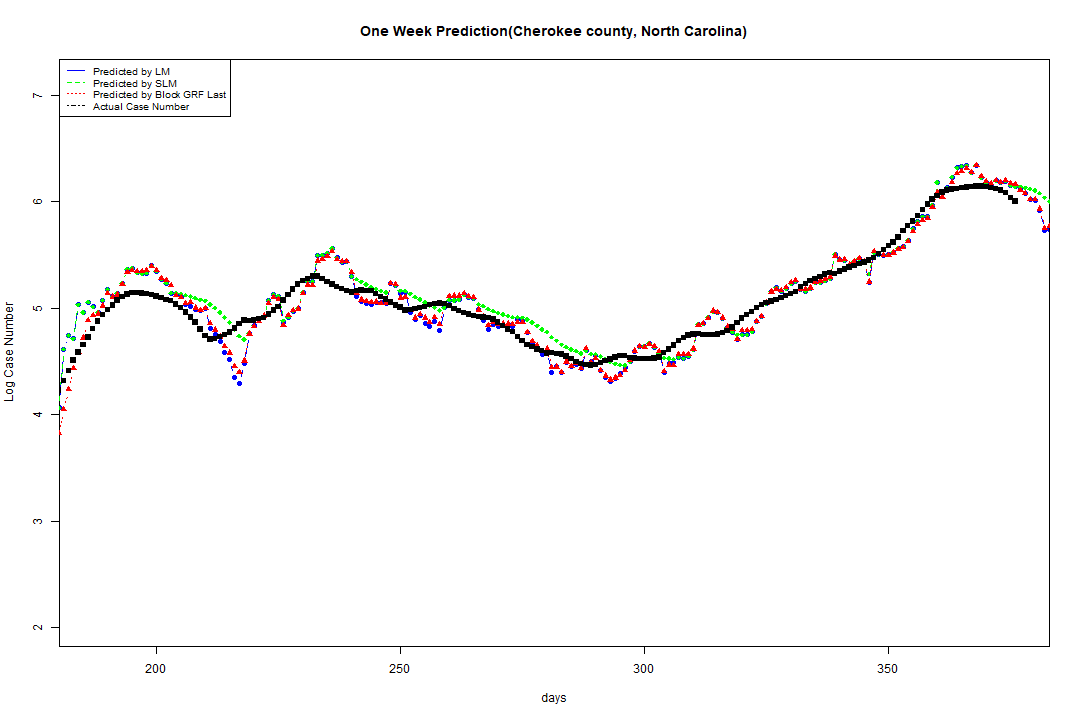 One Week Prediction(Cherokee county, North Carolina)
Predicted by LM
Predicted by SLM
Predicted by Block GRF Last
Actual Case Number
Log Case Number
7
6
5
4
3
2
200 250 300 350
days